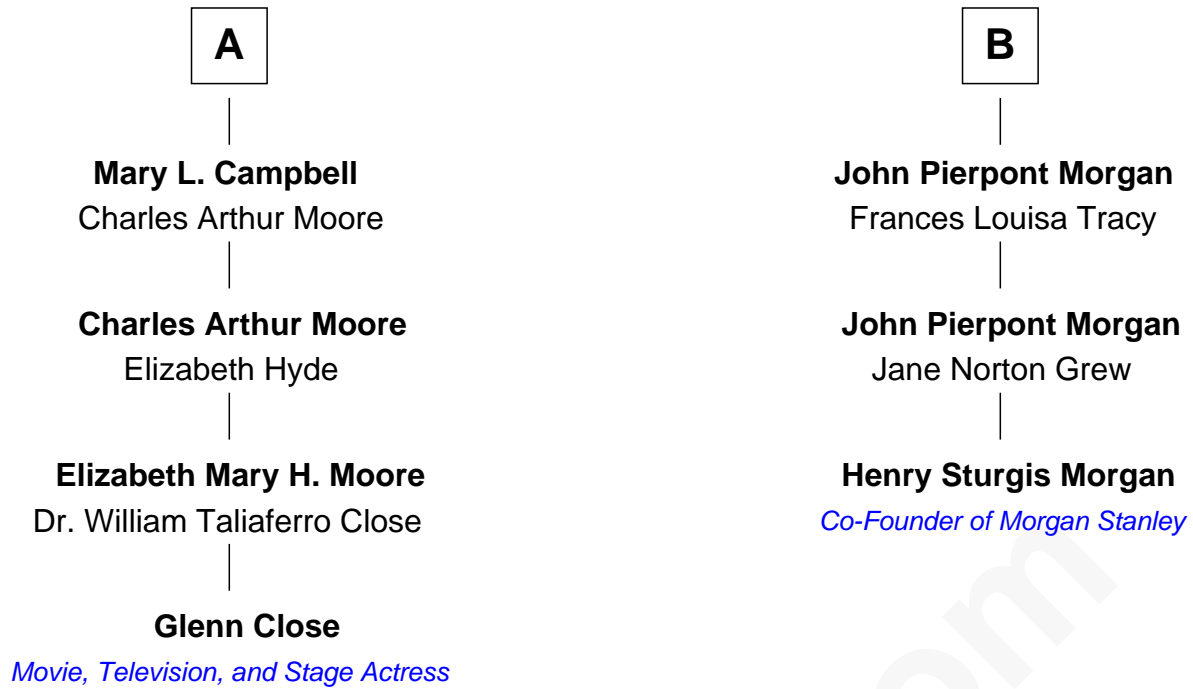 A
Mary L. Campbell
Charles Arthur Moore
Charles Arthur Moore
Elizabeth Hyde
Elizabeth Mary H. Moore
Dr. William Taliaferro Close
Glenn Close
Movie, Television, and Stage Actress
B
John Pierpont Morgan
Frances Louisa Tracy
John Pierpont Morgan
Jane Norton Grew
Henry Sturgis Morgan
Co-Founder of Morgan Stanley
om